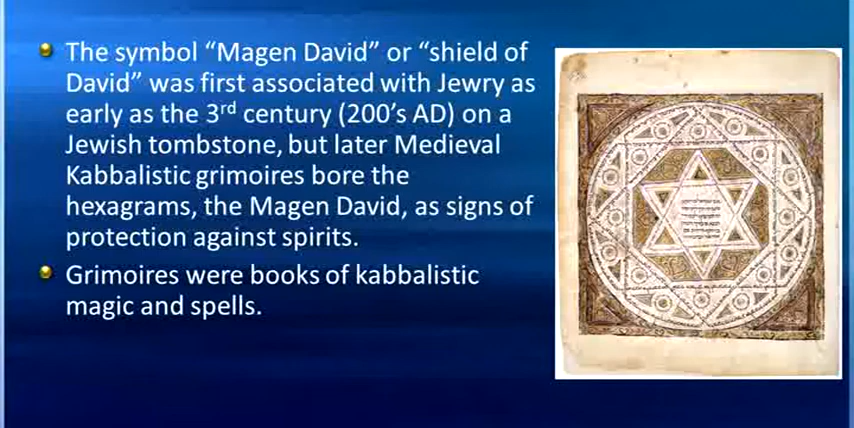 The symbol “Magen David” or “shield of
David” was first associated with Jewry as
early as the 3rd century (200’s AD) on a
Jewish tombstone, but later Medieval
Kabbalistic grimoires bore the
hexagrams, the Magen David, as signs of
protection against spirits.
Grimoires were books of kabbalistic
magic and spells.